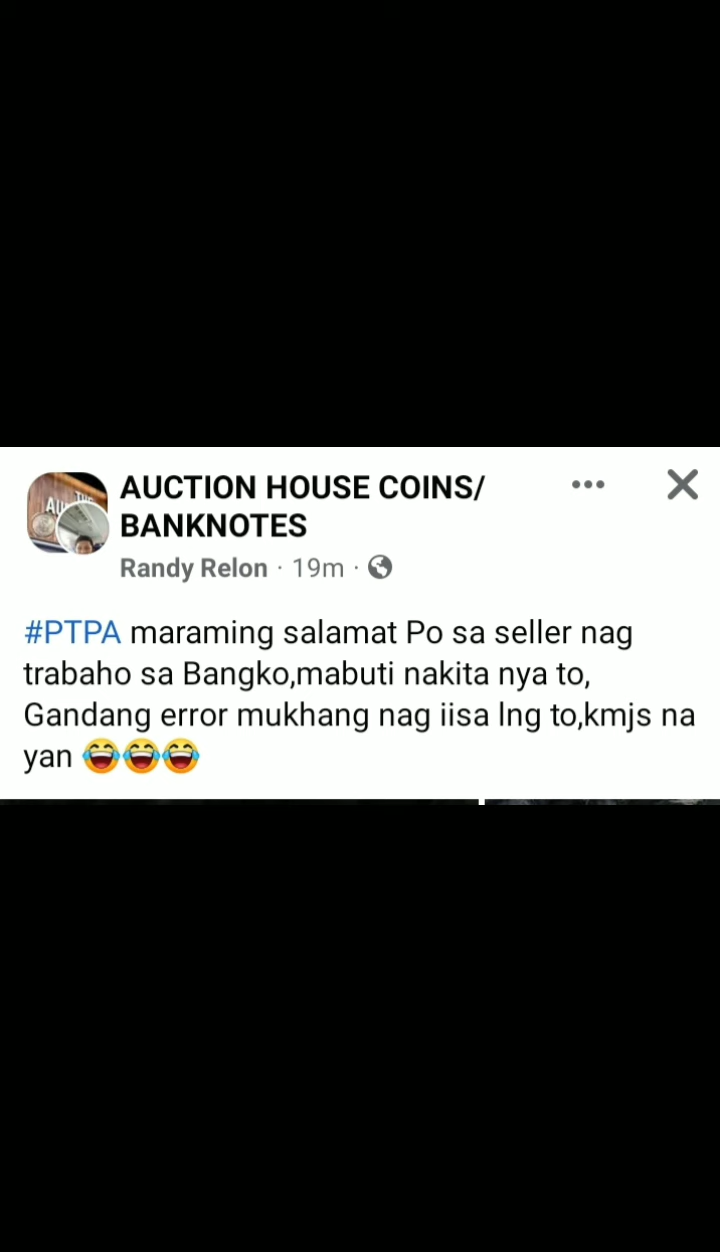 AUCTION HOUSE COINS/
BANKNOTES
Randy Relon · 19m ·
#PTPA maraming salamat Po sa seller nag
trabaho sa Bangko,mabuti nakita nya to,
Gandang error mukhang nag iisa lng to,kmjs na
yan 😂😂😂